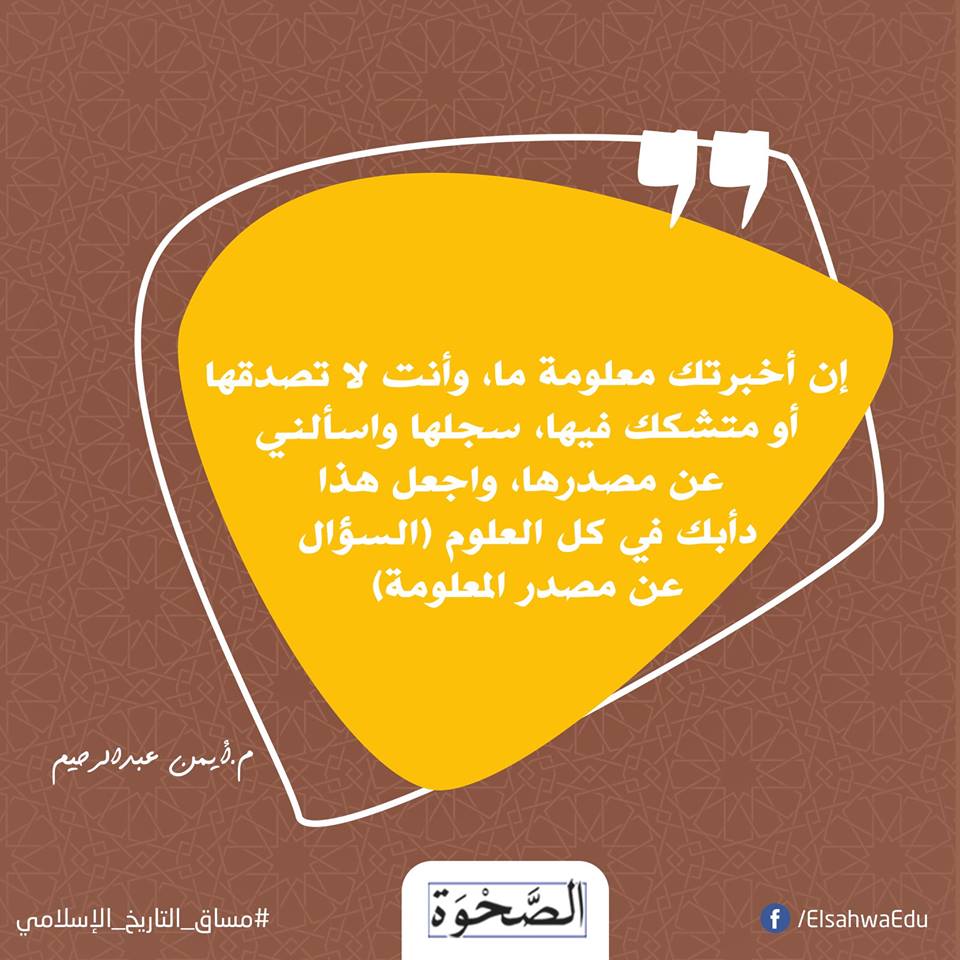 إن أخبرتك معلومة ما، وأنت لا تصدقها
أو متشكك فيها، سجلها واسألني
عن مصدرها، واجعل هذا
دأبك في كل العلوم (السؤال
عن مصدر المعلومة)
م.أيمن عبدالرحيم
#مساق_التاريخ_الإسلامي
الصَّحْوَة
/ElsahwaEdu